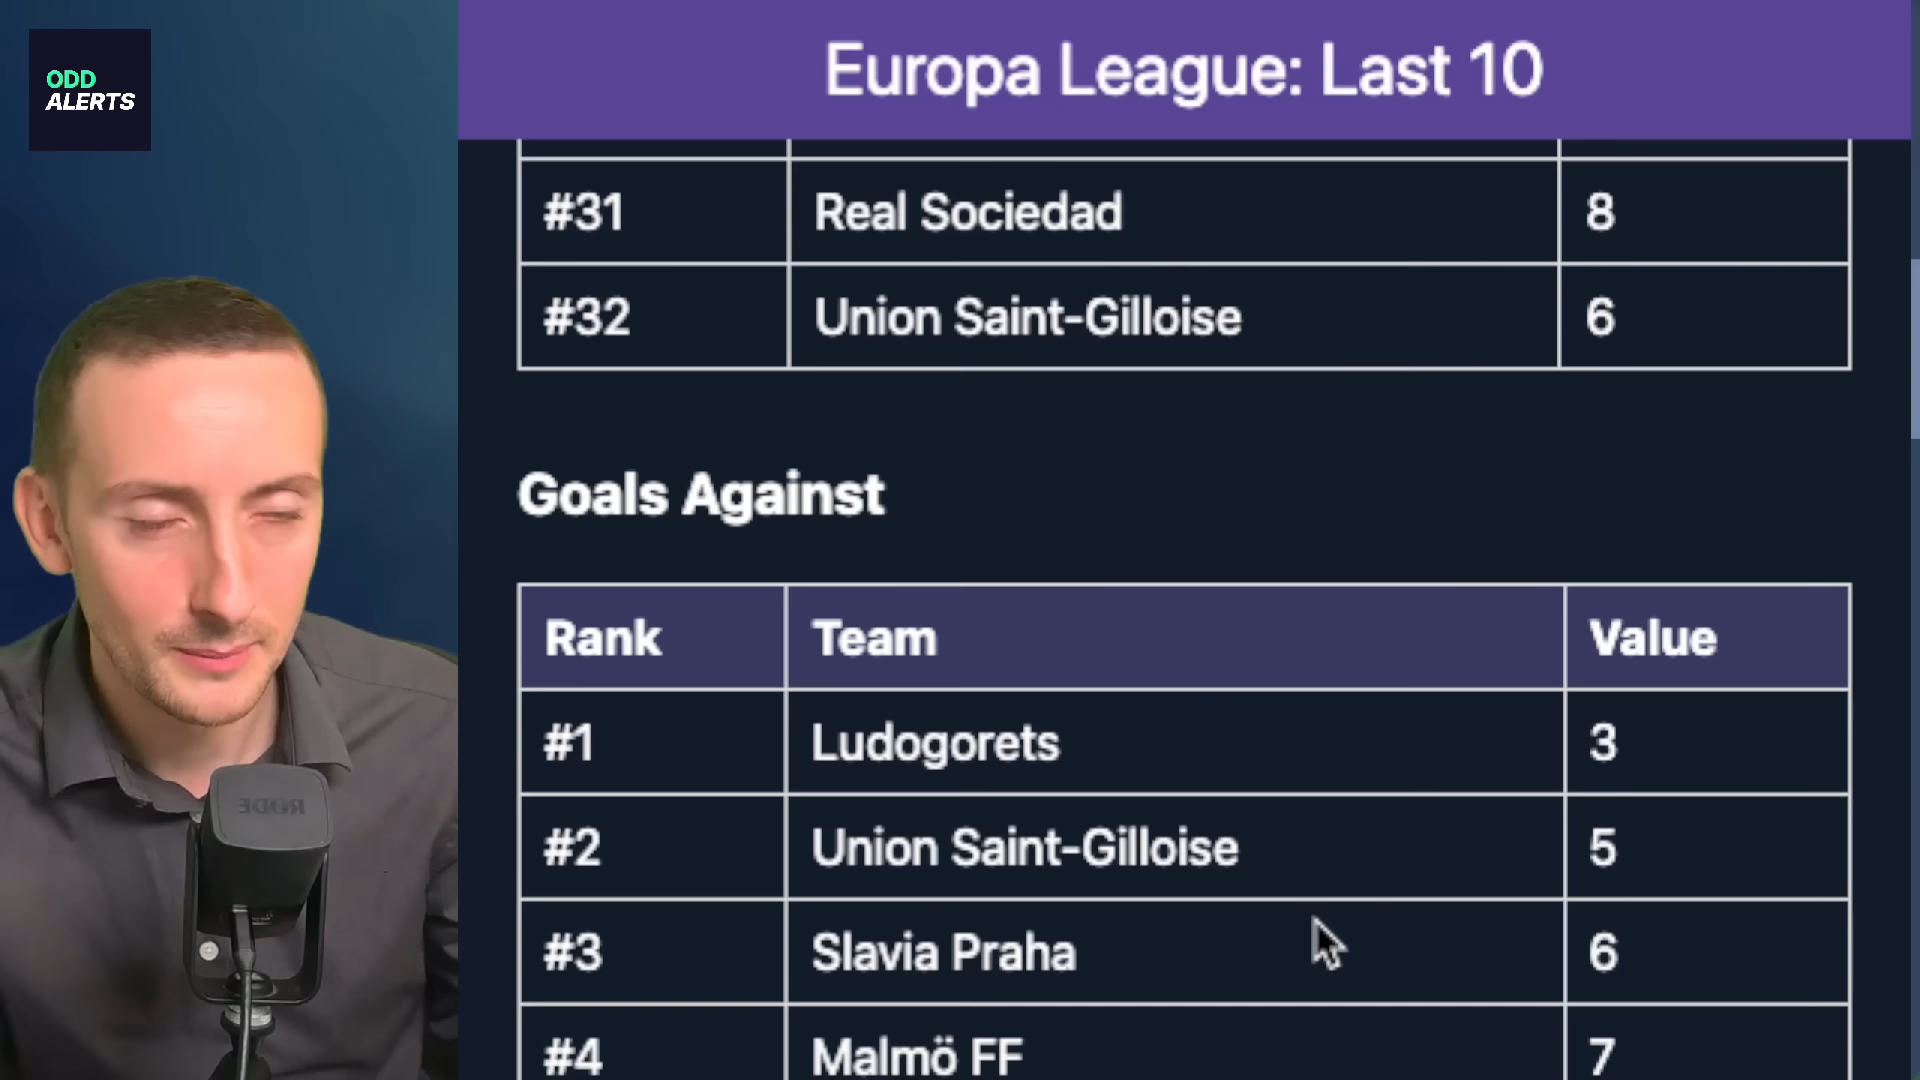 ODD
ALERTS
Europa League: Last 10
#31 Real Sociedad 8
#32 Union Saint-Gilloise 6
Goals Against
Rank Team Value
#1 Ludogorets 3
#2 Union Saint-Gilloise 5
#3 Slavia Praha 6
#4 Malmö FF 7
RODE